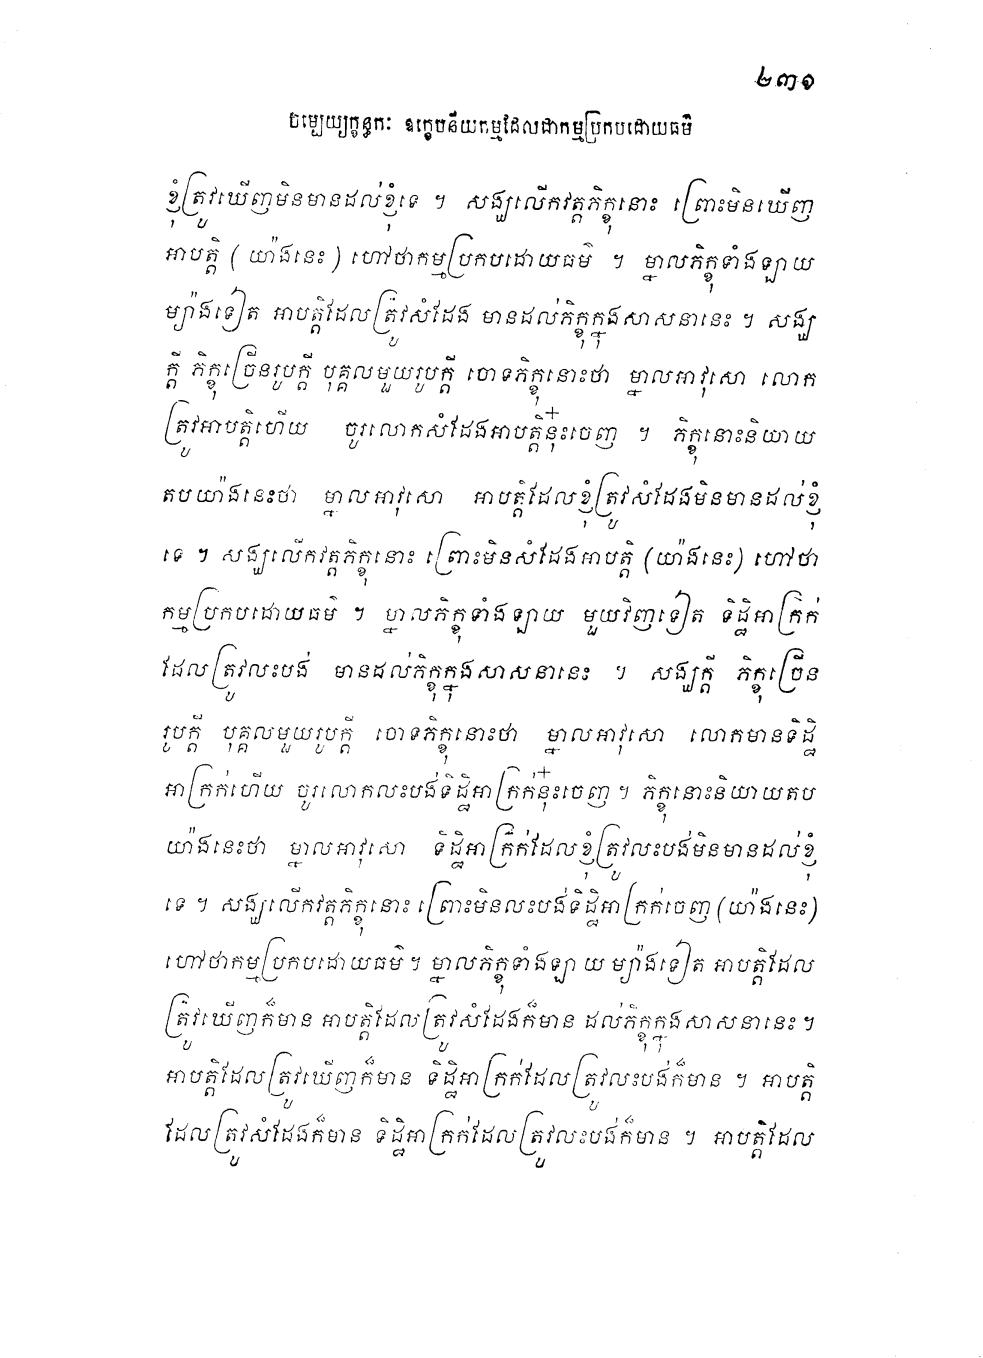 ២៣១
ចម្បេយ្យក្ខន្ធកៈ ឧក្ខេបនីយកម្មដែលជាកម្មប្រកបដោយធម៌
ខ្ញុំត្រូវឃើញមិនមានដល់ខ្ញុំទេ ។ សង្ឃលើកវត្តភិក្ខុនោះ ព្រោះមិនឃើញ
អាបត្តិ ( យ៉ាងនេះ ) ហៅថាកម្មប្រកបដោយធម៌ ។ ម្នាលភិក្ខុទាំងឡាយ
ម្យ៉ាងទៀត អាបត្តិដែលត្រូវសំដែង មានដល់ភិក្ខុក្នុងសាសនានេះ ។ សង្ឃ
ក្តី ភិក្ខុច្រើនរូបក្តី បុគ្គលមួយរូបក្តី ចោទភិក្ខុនោះថា ម្នាលអាវុសោ លោក
ត្រូវអាបត្តិហើយ ចូរលោកសំដែងអាបត្តិនុ៎ះចេញ ។ ភិក្ខុនោះនិយាយ
តបយ៉ាងនេះថា ម្នាលអាវុសោ អាបត្តិដែលខ្ញុំត្រូវសំដែងមិនមានដល់ខ្ញុំ
ទេ ។ សង្ឃលើកវត្តភិក្ខុនោះ ព្រោះមិនសំដែងអាបត្តិ (យ៉ាងនេះ) ហៅថា
កម្មប្រកបដោយធម៌ ។ ម្នាលភិក្ខុទាំងឡាយ មួយវិញទៀត ទិដ្ឋិអាក្រក់
ដែលត្រូវលះបង់ មានដល់ភិក្ខុក្នុងសាសនានេះ ។ សង្ឃក្តី ភិក្ខុច្រើន
រូបក្តី បុគ្គលមួយរូបក្តី ចោទភិក្ខុនោះថា ម្នាលអាវុសោ លោកមានទិដ្ឋិ
អាក្រក់ហើយ ចូរលោកលះបង់ទិដ្ឋិអាក្រក់នុ៎ះចេញ ។ ភិក្ខុនោះនិយាយតប
យ៉ាងនេះថា ម្នាលអាវុសោ ទិដ្ឋិអាក្រក់ដែលខ្ញុំត្រូវលះបង់មិនមានដល់ខ្ញុំ
ទេ ។ សង្ឃលើកវត្តភិក្ខុនោះ ព្រោះមិនលះបង់ទិដ្ឋិអាក្រក់ចេញ (យ៉ាងនេះ)
ហៅថាកម្មប្រកបដោយធម៌ ។ ម្នាលភិក្ខុទាំងឡាយ ម្យ៉ាងទៀត អាបត្តិដែល
ត្រូវឃើញក៏មាន អាបត្តិដែលត្រូវសំដែងក៏មាន ដល់ភិក្ខុក្នុងសាសនានេះ ។
អាបត្តិដែលត្រូវឃើញក៏មាន ទិដ្ឋិអាក្រក់ដែលត្រូវលះបង់ក៏មាន ។ អាបត្តិ
ដែលត្រូវសំដែងក៏មាន ទិដ្ឋិអាក្រក់ដែលត្រូវលះបង់ក៏មាន ។ អាបត្តិដែល